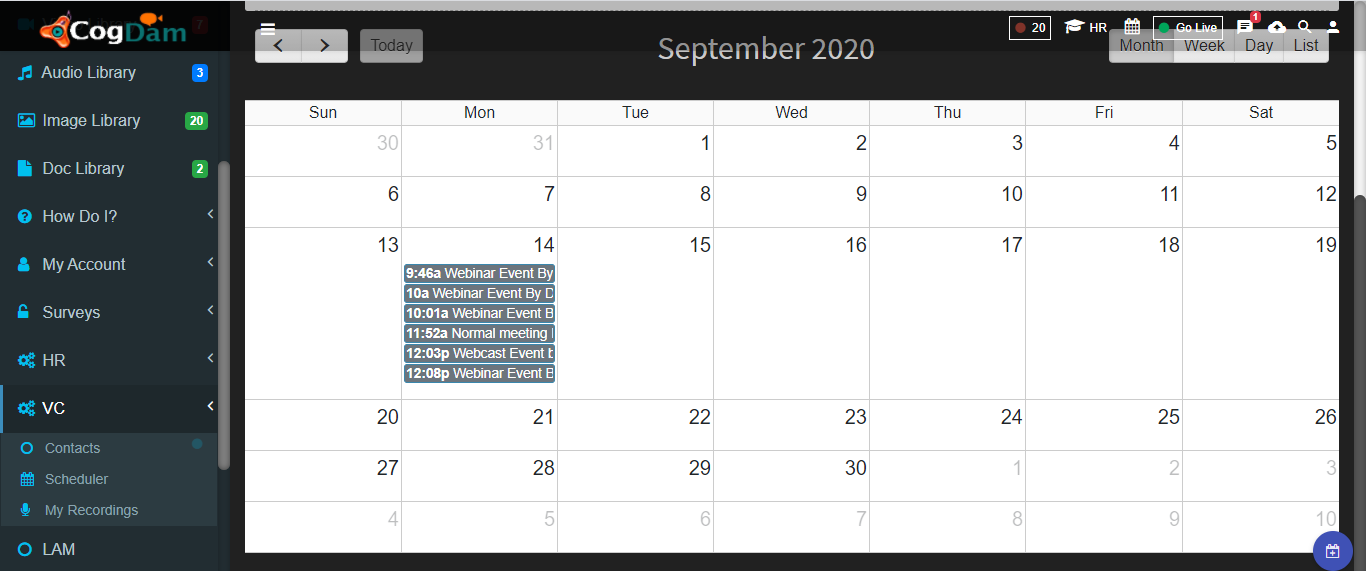 CogDam
7
20
HR
Go Live
1
Today
September 2020
Month Week Day List
Audio Library 3
Image Library 20
Doc Library 2
How Do I?
My Account
Surveys
HR
VC
Contacts
Scheduler
My Recordings
LAM
Sun Mon Tue Wed Thu Fri Sat
30 31 1 2 3 4 5
6 7 8 9 10 11 12
13 14 15 16 17 18 19
9:46a Webinar Event By
10a Webinar Event By D
10:01a Webinar Event B
11:52a Normal meeting
12:03p Webcast Event b
12:08p Webinar Event B
20 21 22 23 24 25 26
27 28 29 30 1 2 3
4 5 6 7 8 9 10